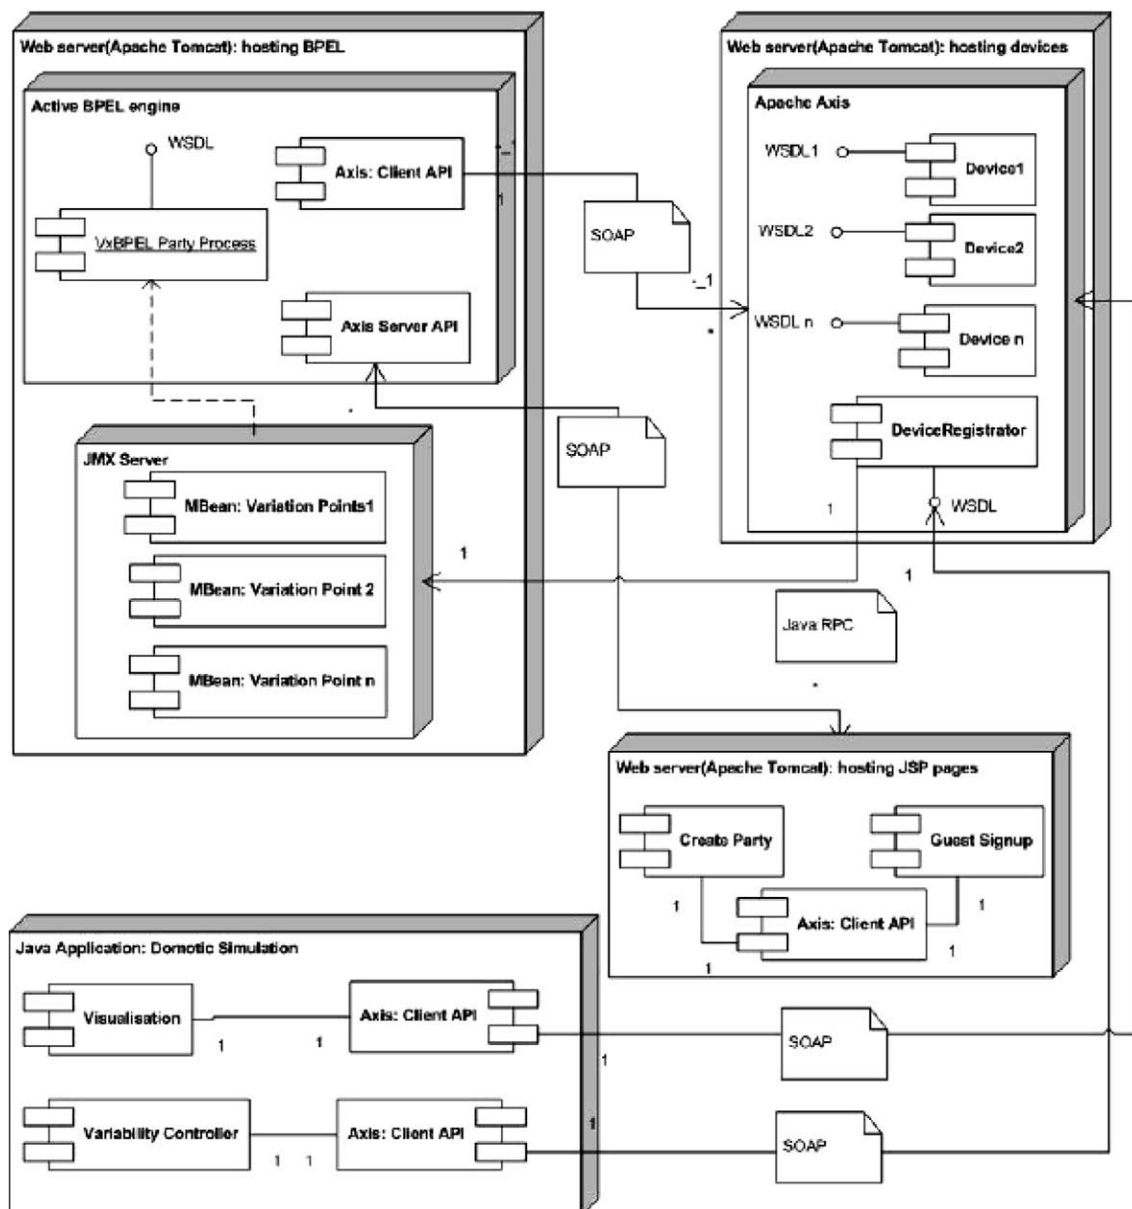 Web server(Apache Tomcat): hosting BPEL
Active BPEL engine
WSDL
Axis: Client API
1
VxBPEL Party Process
Axis Server API
JMX Server
MBean: Variation Points1
MBean: Variation Point 2
MBean: Variation Point n
1
SOAP
SOAP
*
Web server(Apache Tomcat): hosting devices
Apache Axis
WSDL1
Device1
WSDL2
Device2
WSDL n
Device n
DeviceRegistrator
WSDL
1
1
Java RPC
*
Web server(Apache Tomcat): hosting JSP pages
Create Party
Guest Signup
1
1
Axis: Client API
1
1
Java Application: Domotic Simulation
Visualisation
Axis: Client API
1
1
1
SOAP
Variability Controller
Axis: Client API
1
1
1
SOAP